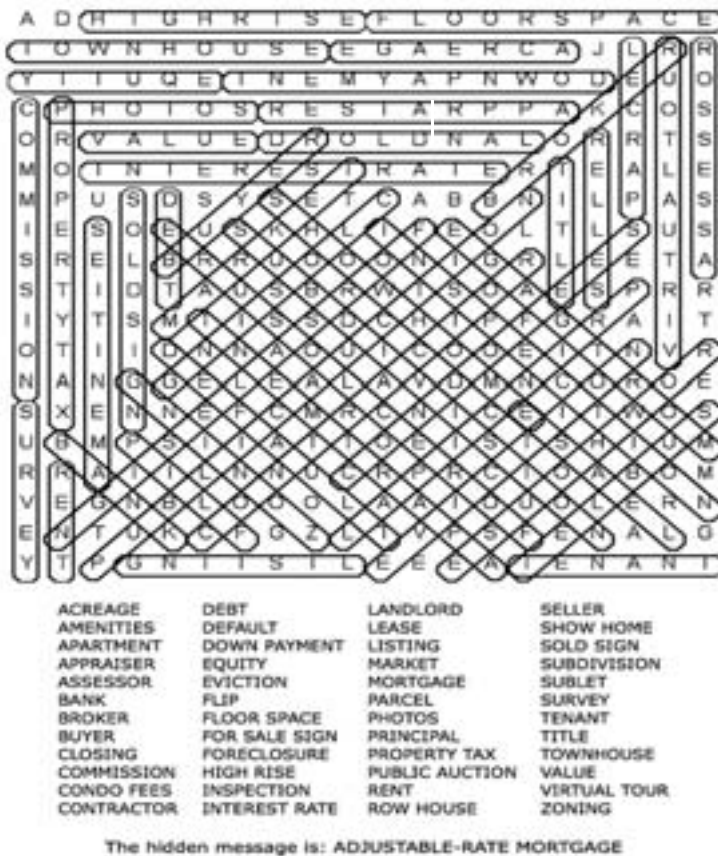 A D H I G H R I S E F L O O R S P A C E
T O W N H O U S E E G A E R C A J L R R
Y T I U Q E T N E M Y A P N W O D E U O
C P H O T O S R E S I A R P P A K C O S
O R V A L U E D R O L D N A L O R R T S
M O I N T E R E S T R A T E R T E A L E
M P U S D S Y S E T C A B B N I L P A S
I E S O E U S K H L I F E O L T L S U S
S R E L B R R U O O O N I G R L E E T A
S T I D T A U S B R W T S O A E S P R R
I Y T S M T I S S D C H I P F G R A I T
O T I I D N N A O U I C O U E I T N V R
N A N G G E L E A L A V D M N C U R O E
S X E N N E F C M R C N I C E T T W O S
U B M P S I T A T T O E I S T S H I U M
R R A T I L N N U C R P R C T O A B O M
V E G N B L O O O L A A I O U O L E R N
E N T U K C F G Z L I V P S F E N A L G
Y T P G N I T S I L E E E A T E N A N T
ACREAGE DEBT LANDLORD SELLER
AMENITIES DEFAULT LEASE SHOW HOME
APARTMENT DOWN PAYMENT LISTING SOLD SIGN
APPRAISER EQUITY MARKET SUBDIVISION
ASSESSOR EVICTION MORTGAGE SUBLET
BANK FLIP PARCEL SURVEY
BROKER FLOOR SPACE PHOTOS TENANT
BUYER FOR SALE SIGN PRINCIPAL TITLE
CLOSING FORECLOSURE PROPERTY TAX TOWNHOUSE
COMMISSION HIGH RISE PUBLIC AUCTION VALUE
CONDO FEES INSPECTION RENT VIRTUAL TOUR
CONTRACTOR INTEREST RATE ROW HOUSE ZONING
The hidden message is: ADJUSTABLE-RATE MORTGAGE